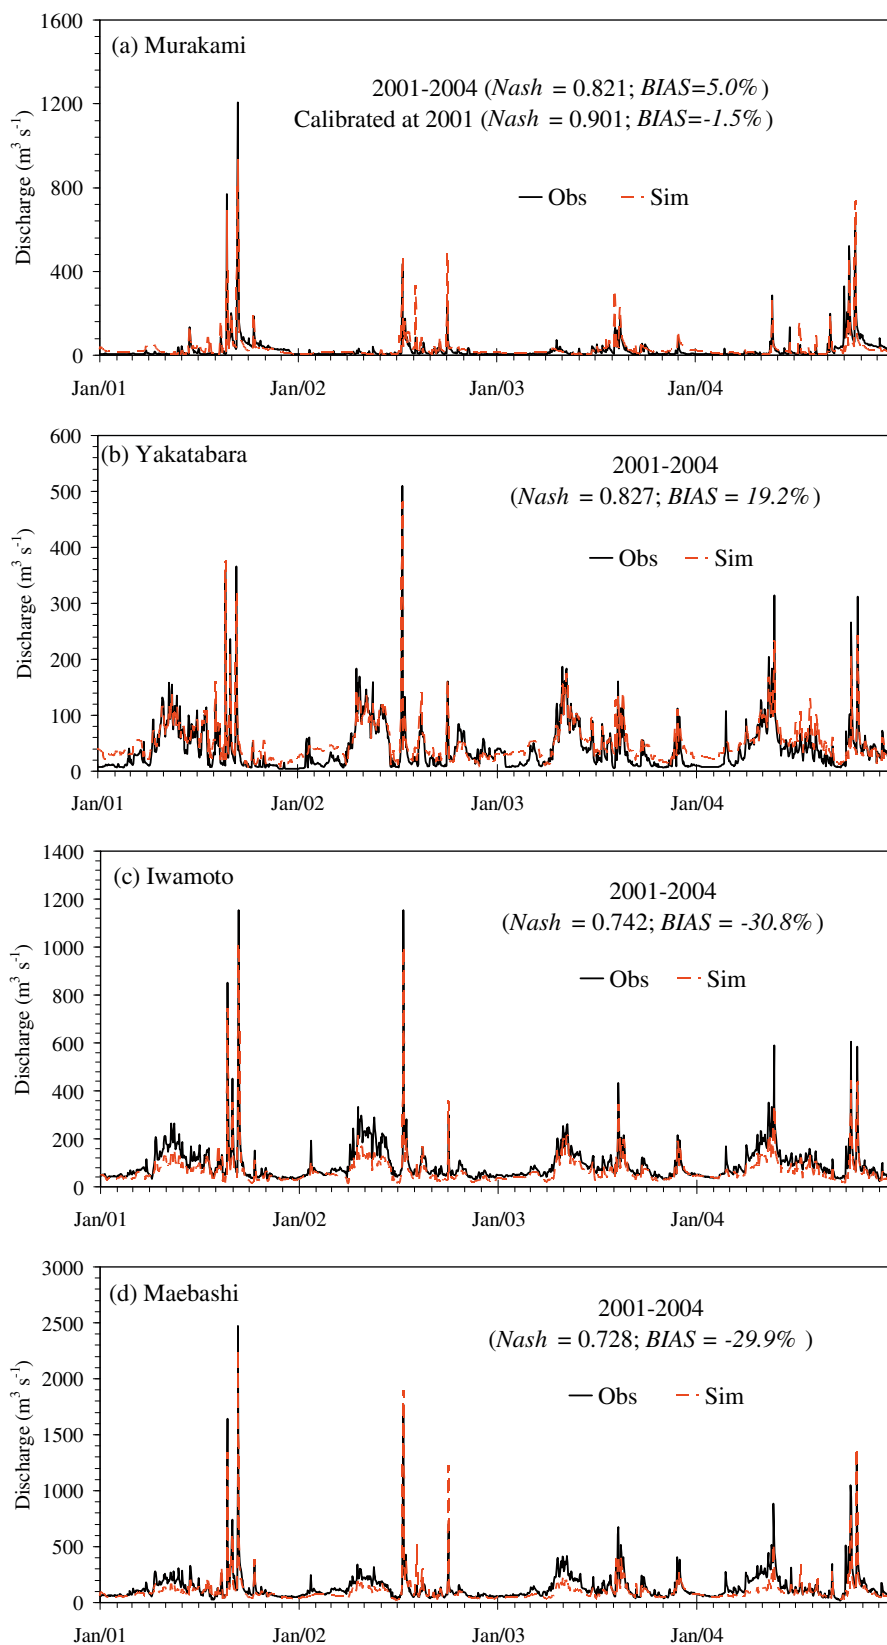 (a) Murakami
2001-2004 (Nash = 0.821; BIAS=5.0%)
Calibrated at 2001 (Nash = 0.901; BIAS=-1.5%)
Obs Sim
Discharge (m³ s⁻¹)
1600
1200
800
400
0
Jan/01 Jan/02 Jan/03 Jan/04
(b) Yakatabara
2001-2004
(Nash = 0.827; BIAS = 19.2%)
Obs Sim
Discharge (m³ s⁻¹)
600
500
400
300
200
100
0
Jan/01 Jan/02 Jan/03 Jan/04
(c) Iwamoto
2001-2004
(Nash = 0.742; BIAS = -30.8%)
Obs Sim
Discharge (m³ s⁻¹)
1400
1200
1000
800
600
400
200
0
Jan/01 Jan/02 Jan/03 Jan/04
(d) Maebashi
2001-2004
(Nash = 0.728; BIAS = -29.9% )
Obs Sim
Discharge (m³ s⁻¹)
3000
2500
2000
1500
1000
500
0
Jan/01 Jan/02 Jan/03 Jan/04